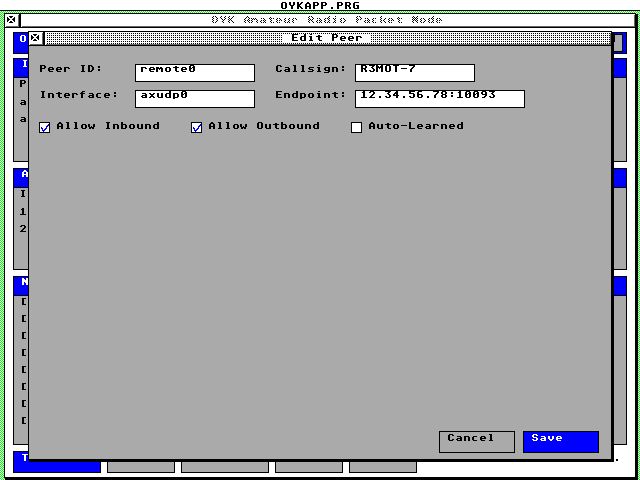 OYKAPP.PRG
OYK Amateur Radio Packet Node
Edit Peer
Peer ID: remote0 Callsign: R3MOT-7
Interface: axudp0 Endpoint: 12.34.56.78:10093
Allow Inbound Allow Outbound Auto-Learned
Cancel Save